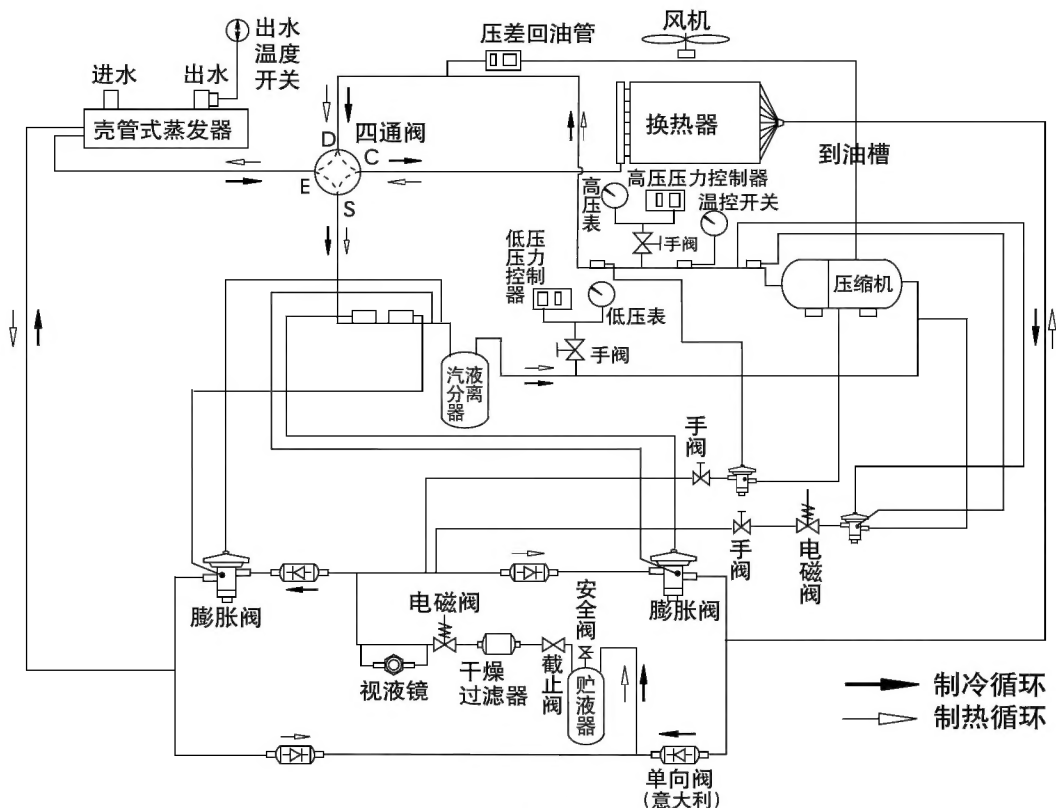 出水
温度
开关
进水
出水
壳管式蒸发器
压差回油管
风机
换热器
到油槽
四通阀
D
C
E
S
高压表
高压压力控制器
温控开关
手阀
压缩机
低压
压力
控制
器
低压表
手阀
汽液
分离
器
手阀
手阀
电磁阀
膨胀阀
膨胀阀
电磁阀
安全阀
视液镜
干燥
过滤器
截止阀
贮液器
单向阀
(意大利)
制冷循环
制热循环